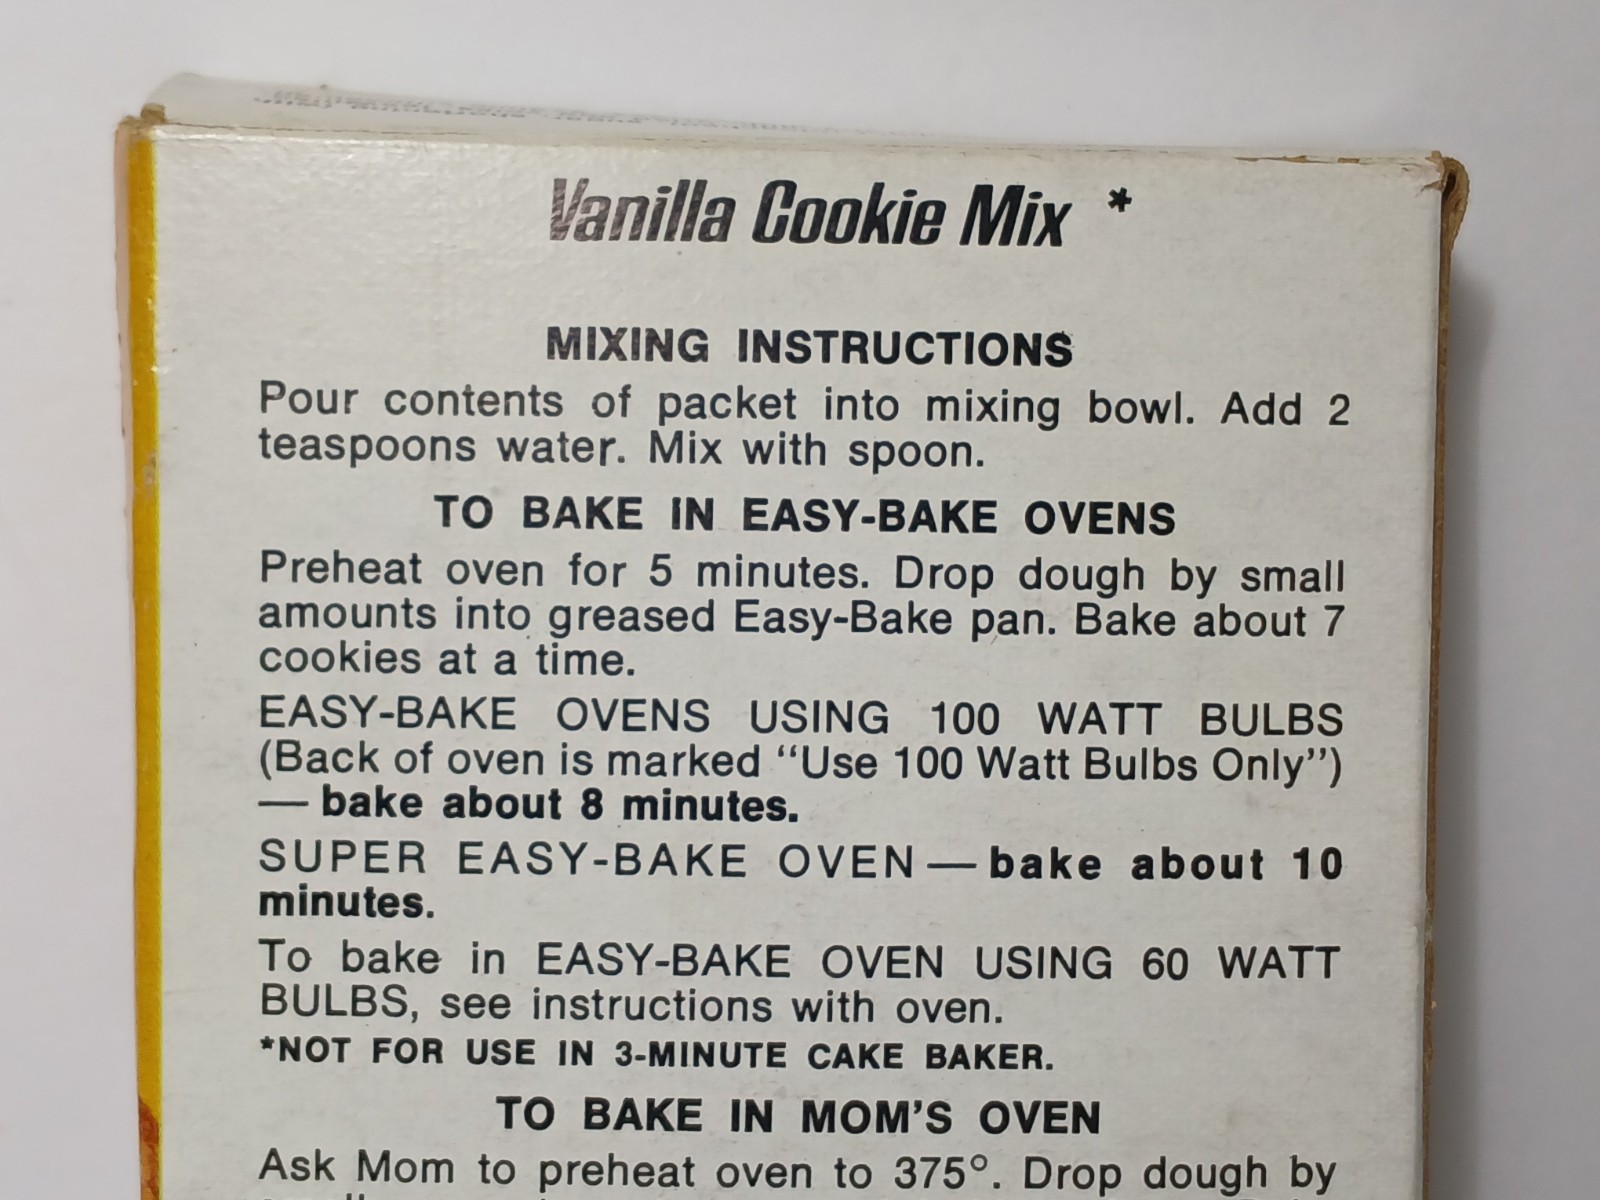 Vanilla Cookie Mix *
MIXING INSTRUCTIONS
Pour contents of packet into mixing bowl. Add 2
teaspoons water. Mix with spoon.
TO BAKE IN EASY-BAKE OVENS
Preheat oven for 5 minutes. Drop dough by small
amounts into greased Easy-Bake pan. Bake about 7
cookies at a time.
EASY-BAKE OVENS USING 100 WATT BULBS
(Back of oven is marked “Use 100 Watt Bulbs Only”)
— bake about 8 minutes.
SUPER EASY-BAKE OVEN — bake about 10
minutes.
To bake in EASY-BAKE OVEN USING 60 WATT
BULBS, see instructions with oven.
*NOT FOR USE IN 3-MINUTE CAKE BAKER.
TO BAKE IN MOM’S OVEN
Ask Mom to preheat oven to 375°. Drop dough by